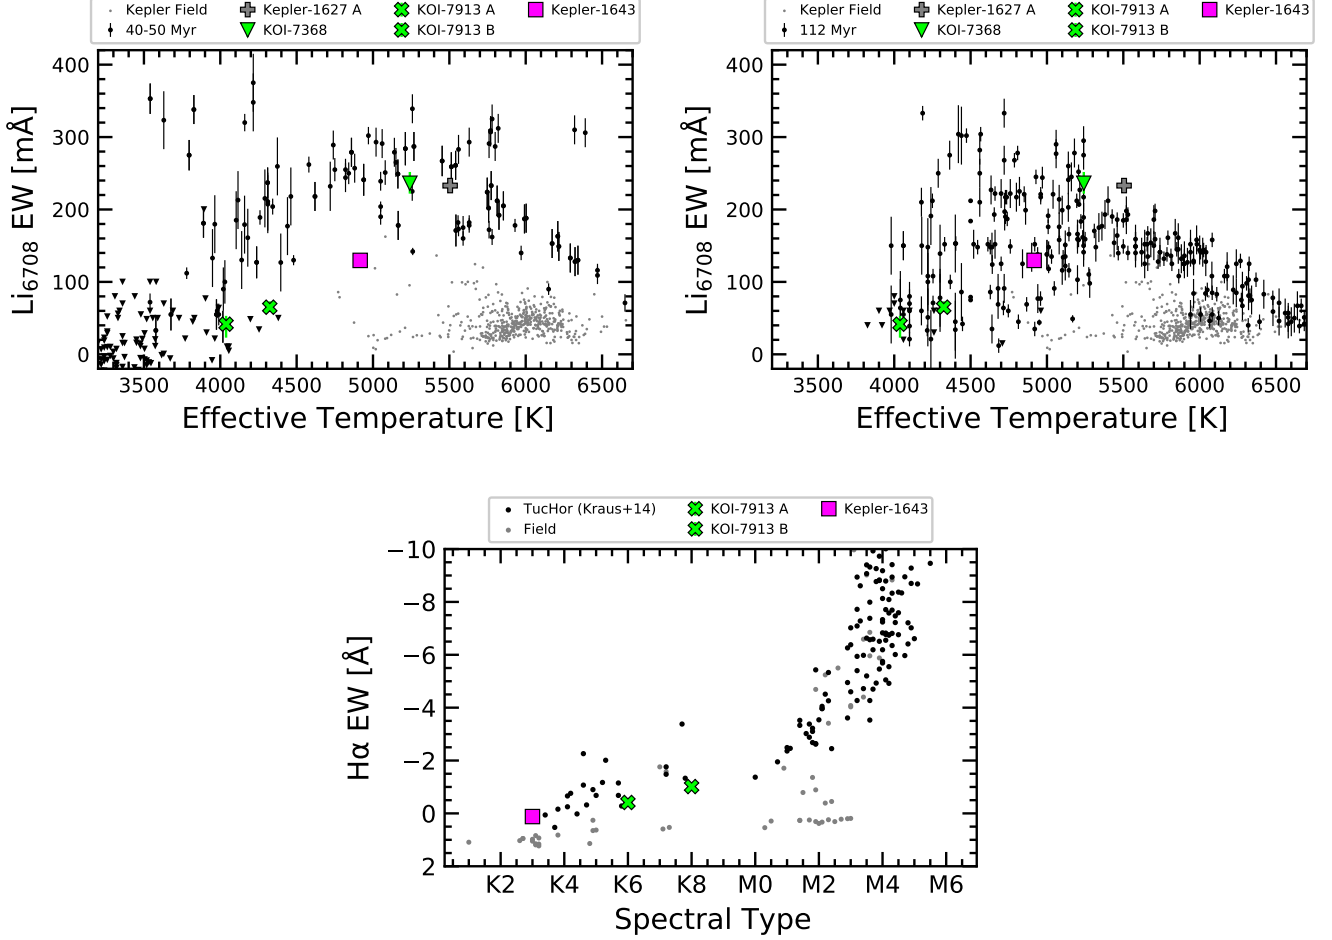 Kepler Field Kepler-1627 A KOI-7913 A Kepler-1643
40-50 Myr KOI-7368 KOI-7913 B
400
300
200
100
0
Li6708 EW [mÅ]
3500 4000 4500 5000 5500 6000 6500
Effective Temperature [K]
Kepler Field Kepler-1627 A KOI-7913 A Kepler-1643
112 Myr KOI-7368 KOI-7913 B
400
300
200
100
0
Li6708 EW [mÅ]
3500 4000 4500 5000 5500 6000 6500
Effective Temperature [K]
TucHor (Kraus+14) KOI-7913 A Kepler-1643
Field KOI-7913 B
−10
−8
−6
−4
−2
0
2
Hα EW [Å]
K2 K4 K6 K8 M0 M2 M4 M6
Spectral Type